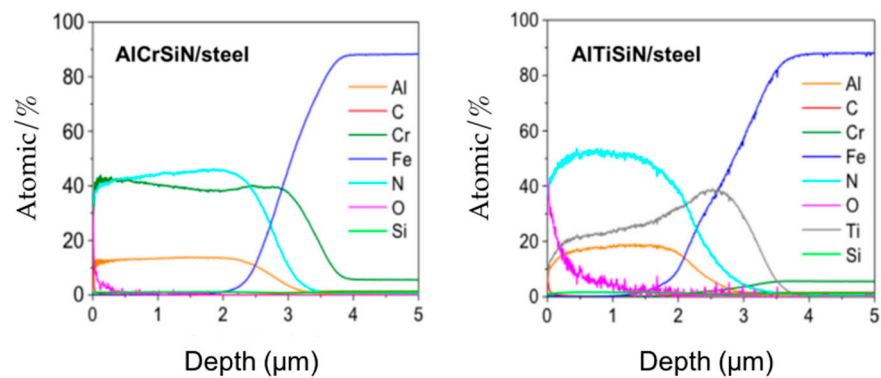 100
80
60
40
20
0
Atomic/%
AlCrSiN/steel
Al
C
Cr
Fe
N
O
Si
0 1 2 3 4 5
Depth (μm)
100
80
60
40
20
0
Atomic/%
AlTiSiN/steel
Al
C
Cr
Fe
N
O
Ti
Si
0 1 2 3 4 5
Depth (μm)